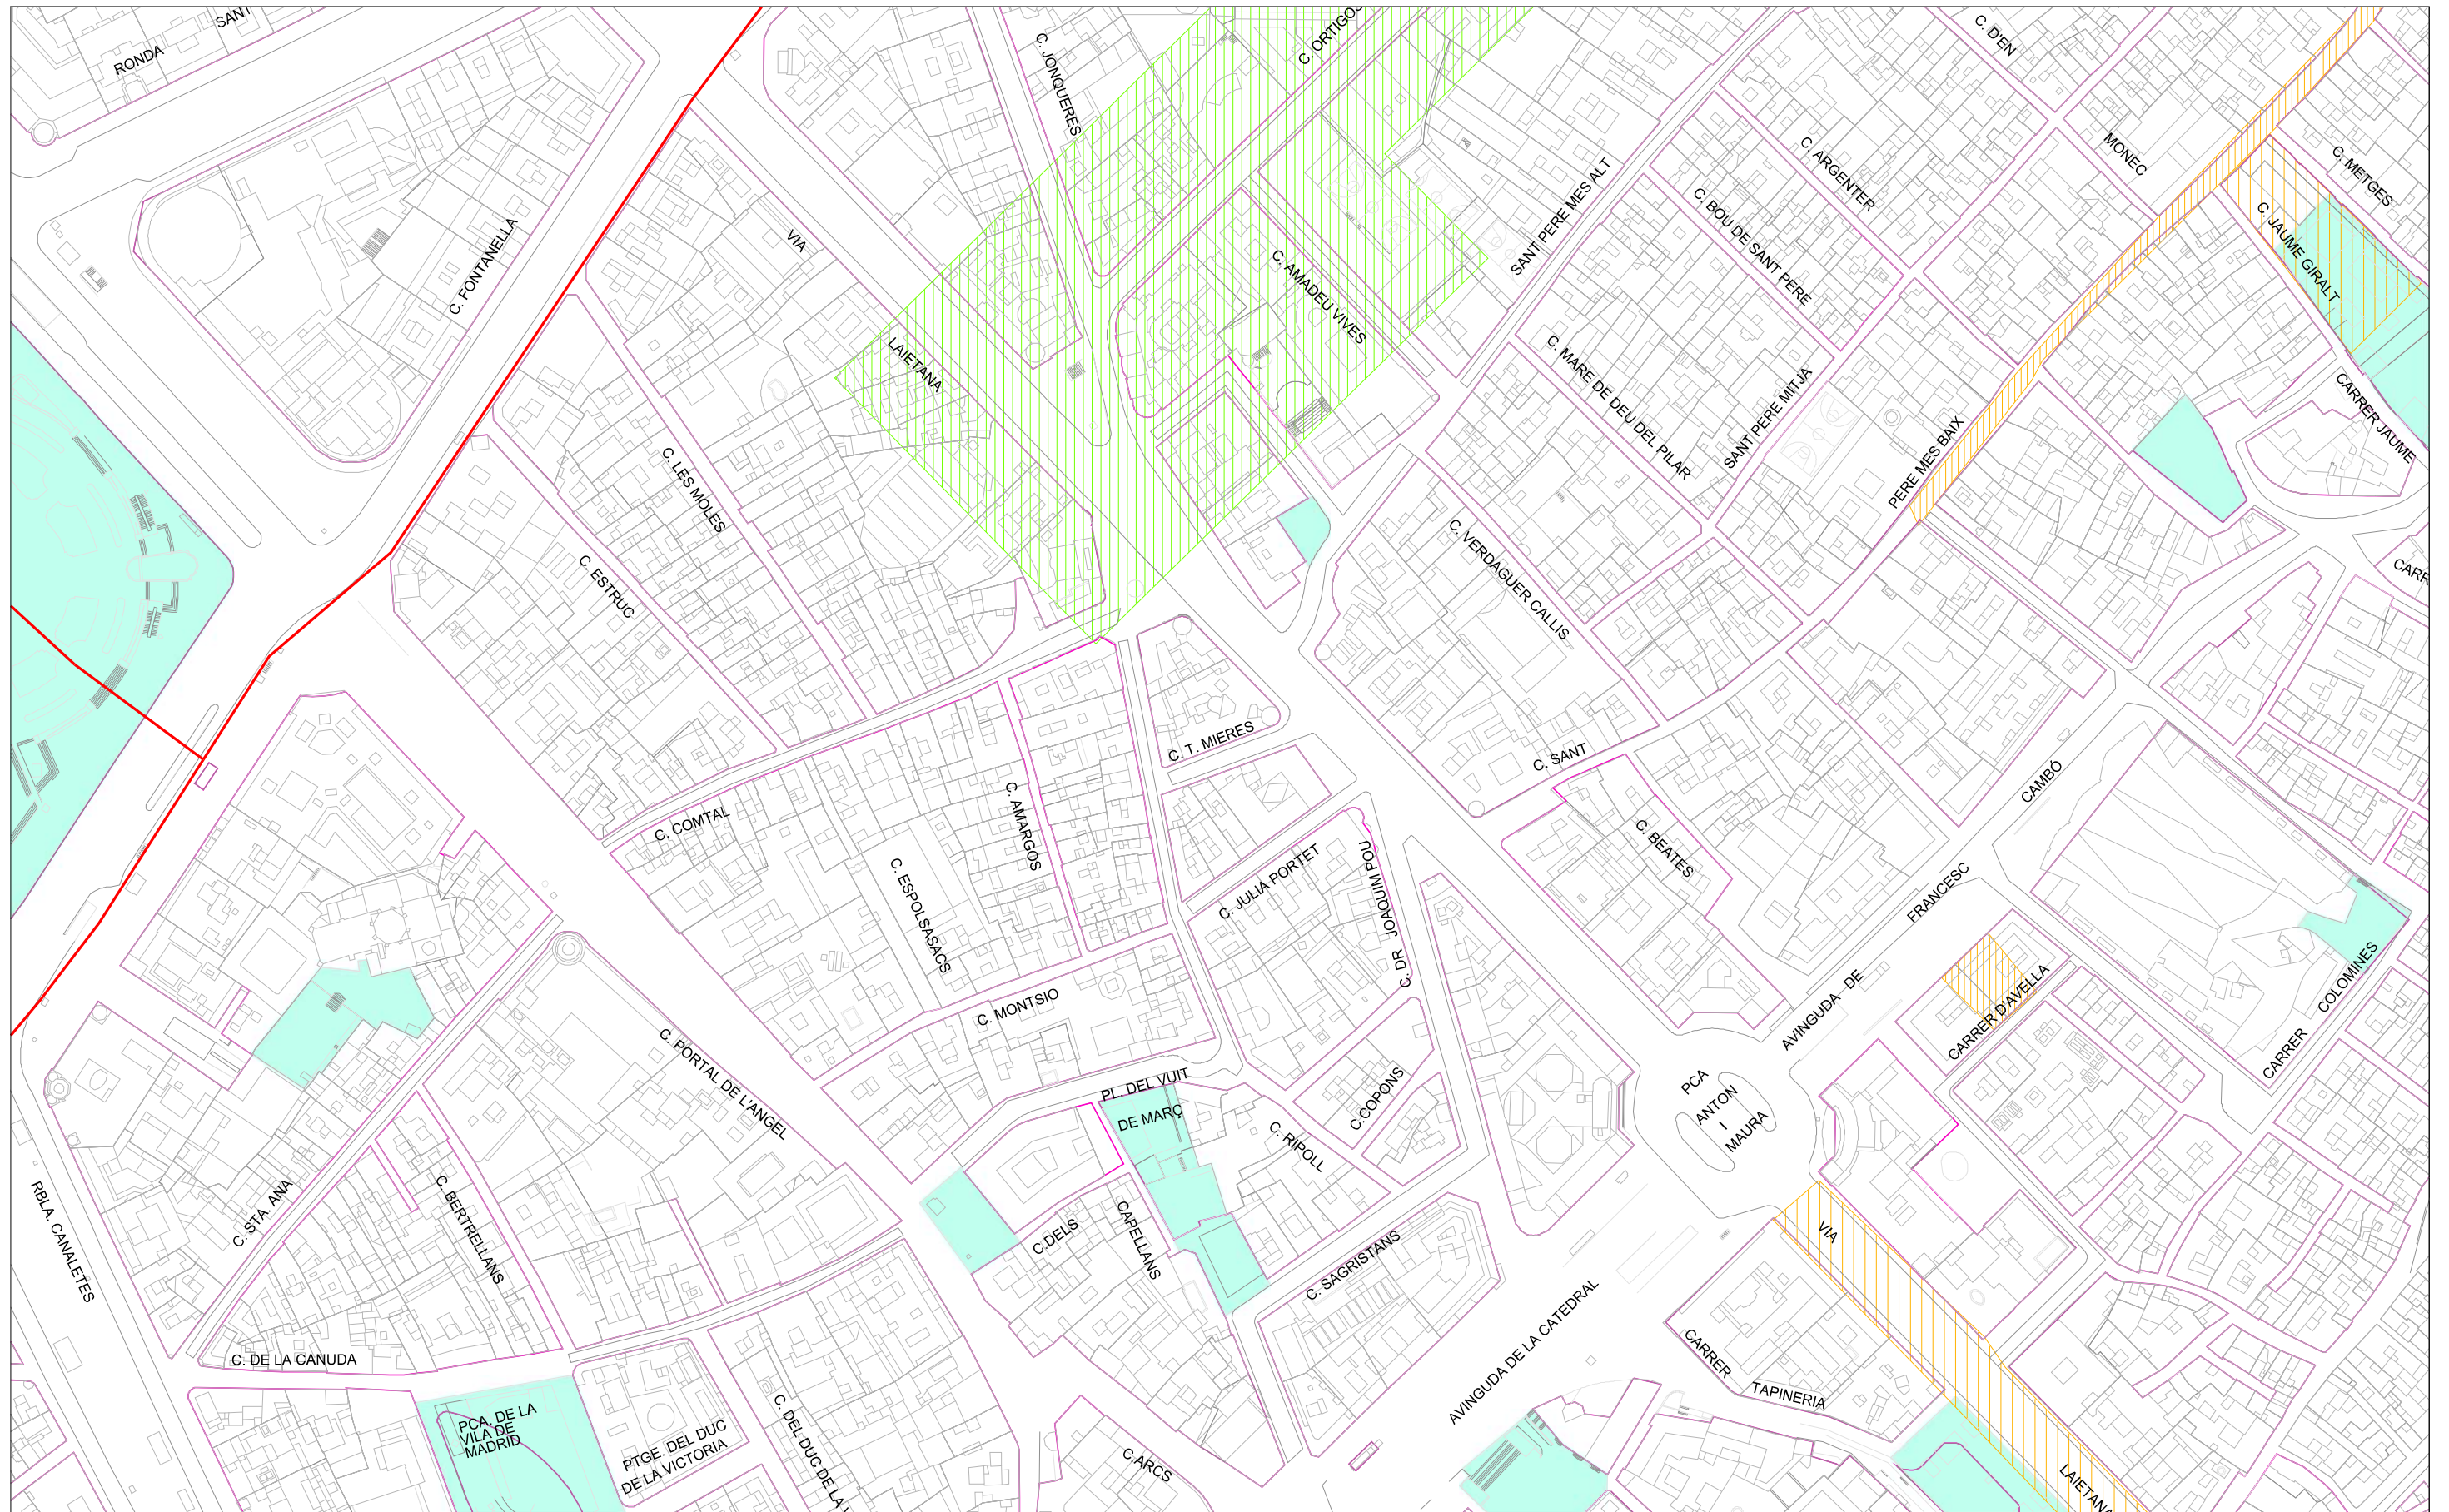 RONDA
SANT
C. JONQUERES
C. ORTIGOS
C. D'EN
MONEC
C. METGES
C. ARGENTER
C. BOU DE SANT PERE
SANT PERE MES ALT
C. FONTANELLA
VIA
LAIETANA
C. AMADEU VIVES
C. JAUME GIRALT
CARRER JAUME
C. MARE DE DEU DEL PILAR
SANT PERE MITJA
PERE MES BAIX
C. LES MOLES
C. ESTRUC
C. VERDAGUER CALLIS
CARR
C. T. MIERES
C. SANT
CAMBÓ
C. COMTAL
C. AMARGOS
C. ESPOLSASACS
C. JULIA PORTET
C. DR JOAQUIM POU
C. BEATES
FRANCESC
AVINGUDA DE
CARRER D'AVELLA
CARRER COLOMINES
C. MONTSIO
C. PORTAL DE L'ANGEL
PL. DEL VUIT
DE MARÇ
C.COPONS
C. RIPOLL
PCA
ANTON
I
MAURA
RBLA. CANALETES
C. STA. ANA
C. BERTRELLANS
C.DELS
CAPELLANS
C. SAGRISTANS
VIA
AVINGUDA DE LA CATEDRAL
CARRER
TAPINERIA
C. DE LA CANUDA
PCA. DE LA
VILA DE
MADRID
PTGE. DEL DUC
DE LA VICTORIA
C. DEL DUC DE LA
C.ARCS
LAIETANA